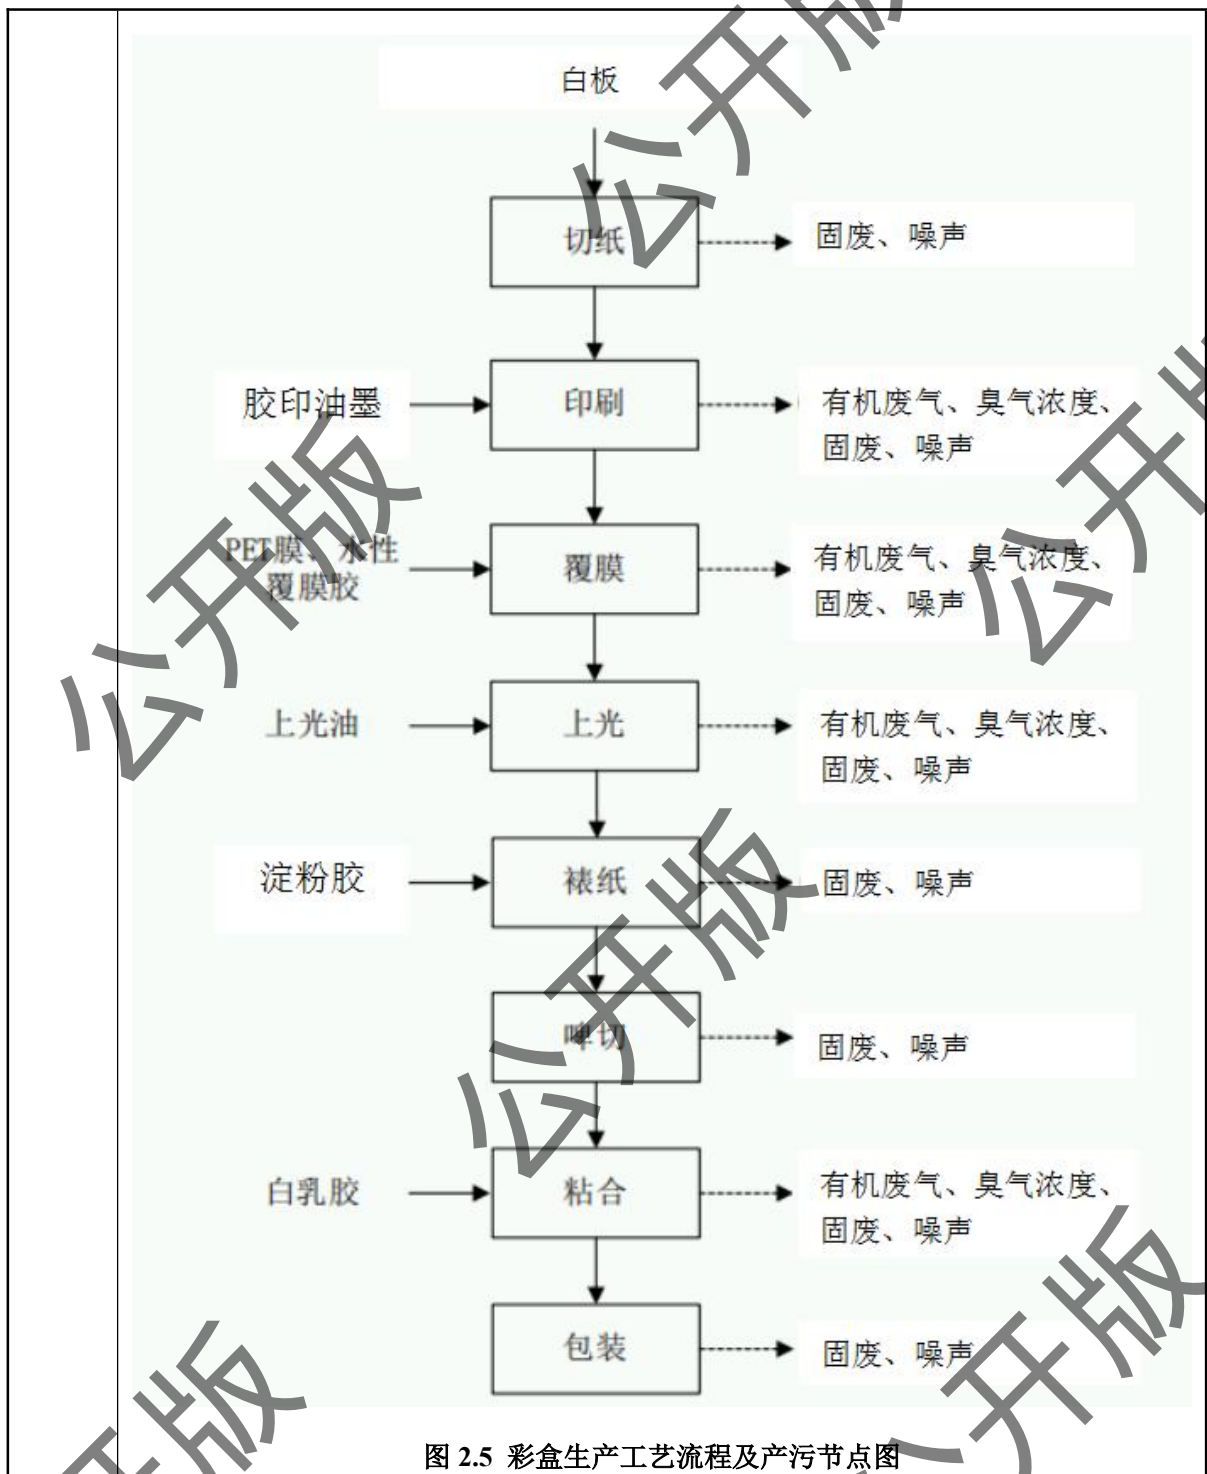 白板
切纸
固废、噪声
胶印油墨
印刷
有机废气、臭气浓度、
固废、噪声
PET膜、水性
覆膜胶
覆膜
有机废气、臭气浓度、
固废、噪声
上光油
上光
有机废气、臭气浓度、
固废、噪声
淀粉胶
裱纸
固废、噪声
啤切
固废、噪声
白乳胶
粘合
有机废气、臭气浓度、
固废、噪声
包装
固废、噪声
图 2.5 彩盒生产工艺流程及产污节点图
公开版
公开版
公开版
公开版
公开版
公开版